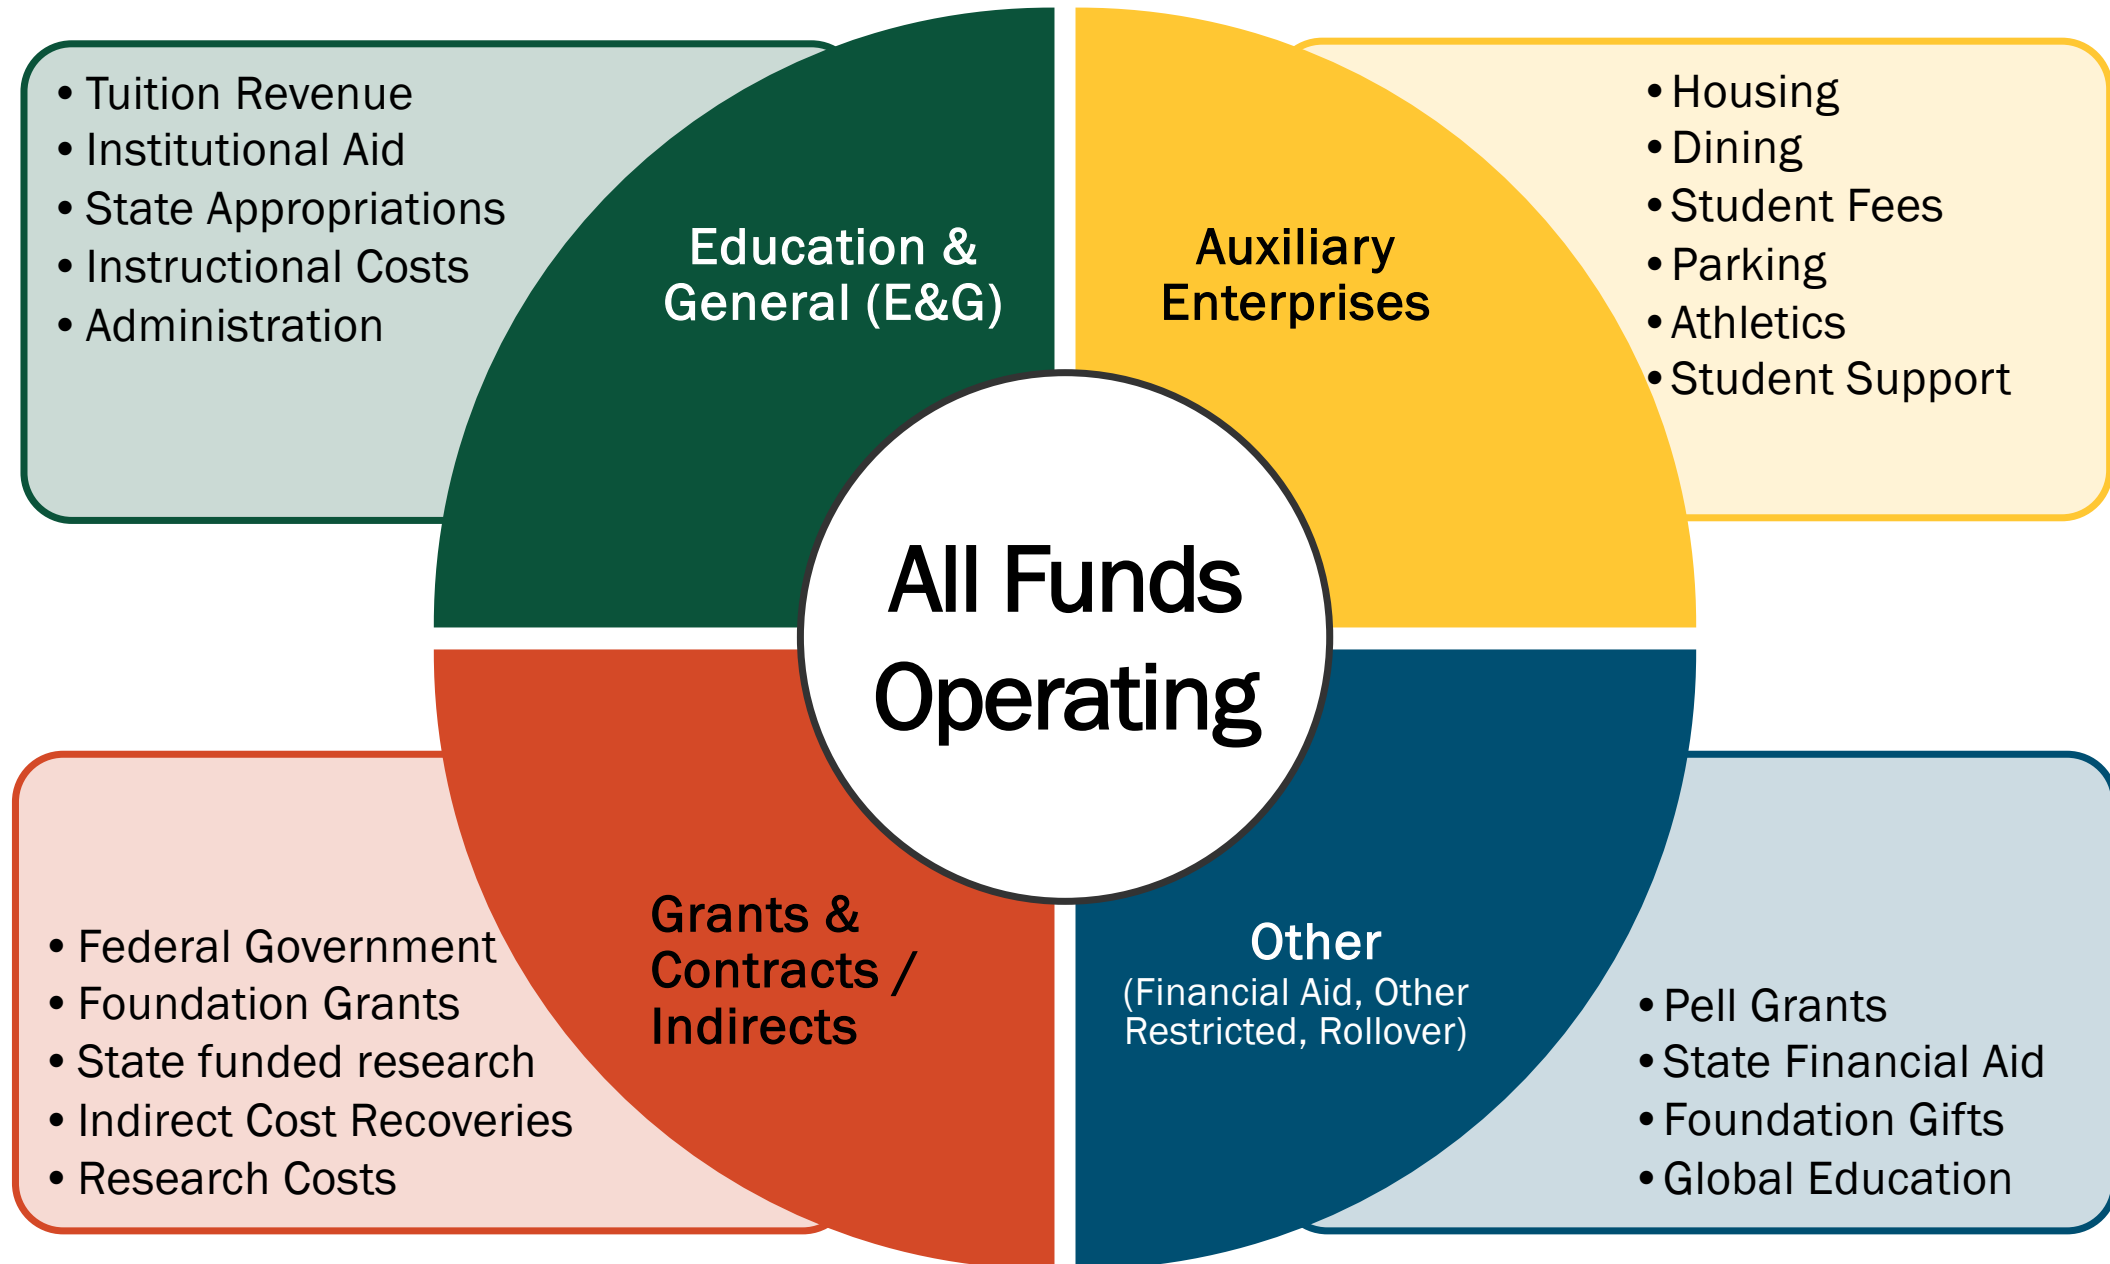 • Tuition Revenue
• Institutional Aid
• State Appropriations
• Instructional Costs
• Administration
Education &
General (E&G)
Auxiliary
Enterprises
• Housing
• Dining
• Student Fees
• Parking
• Athletics
• Student Support
All Funds
Operating
• Federal Government
• Foundation Grants
• State funded research
• Indirect Cost Recoveries
• Research Costs
Grants &
Contracts /
Indirects
Other
(Financial Aid, Other
Restricted, Rollover)
• Pell Grants
• State Financial Aid
• Foundation Gifts
• Global Education